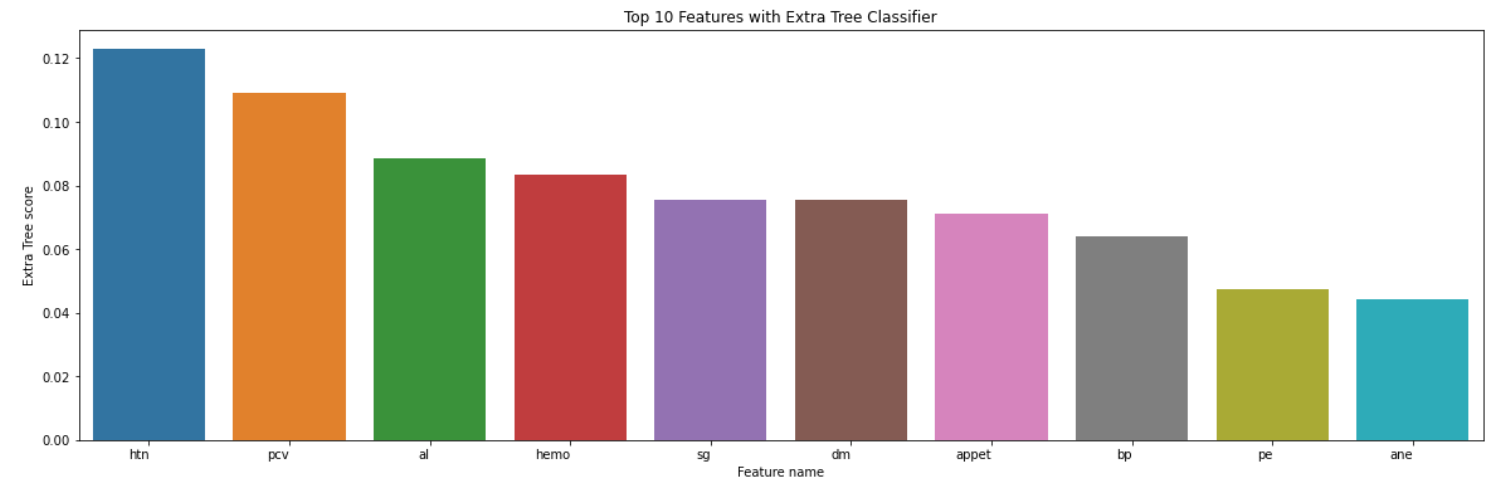 Top 10 Features with Extra Tree Classifier
Extra Tree score
0.12
0.10
0.08
0.06
0.04
0.02
0.00
htn pcv al hemo sg dm appet bp pe ane
Feature name